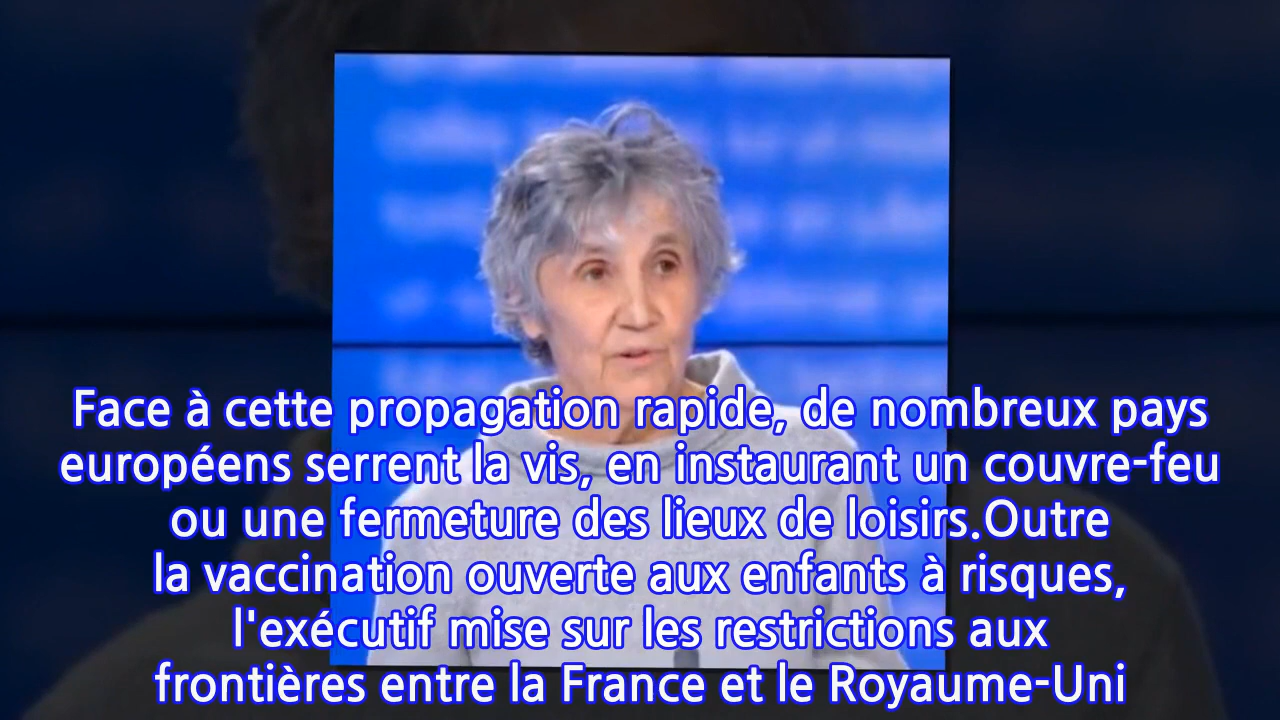 Face à cette propagation rapide, de nombreux pays
européens serrent la vis, en instaurant un couvre-feu
ou une fermeture des lieux de loisirs.Outre
la vaccination ouverte aux enfants à risques,
l'exécutif mise sur les restrictions aux
frontières entre la France et le Royaume-Uni